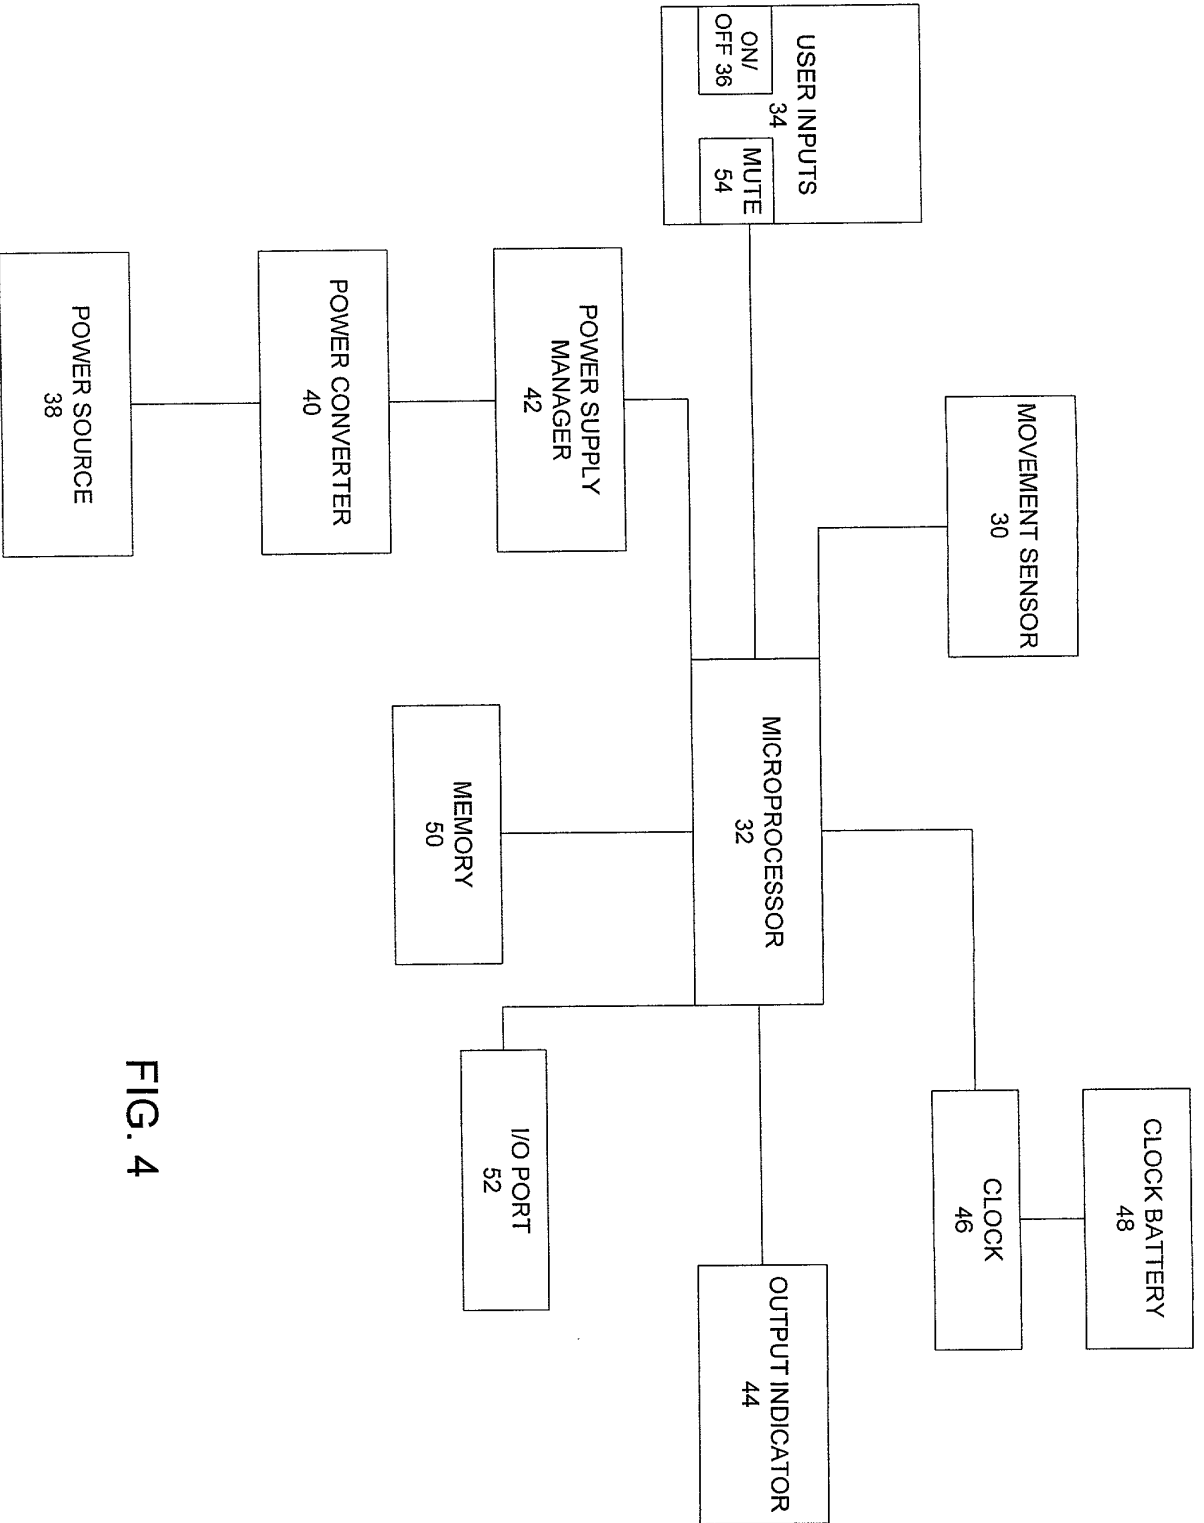 CLOCK BATTERY
48
MOVEMENT SENSOR
30
CLOCK
46
USER INPUTS
34
ON/
OFF 36
MUTE
54
MICROPROCESSOR
32
OUTPUT INDICATOR
44
POWER SUPPLY
MANAGER
42
MEMORY
50
I/O PORT
52
POWER CONVERTER
40
POWER SOURCE
38
FIG. 4